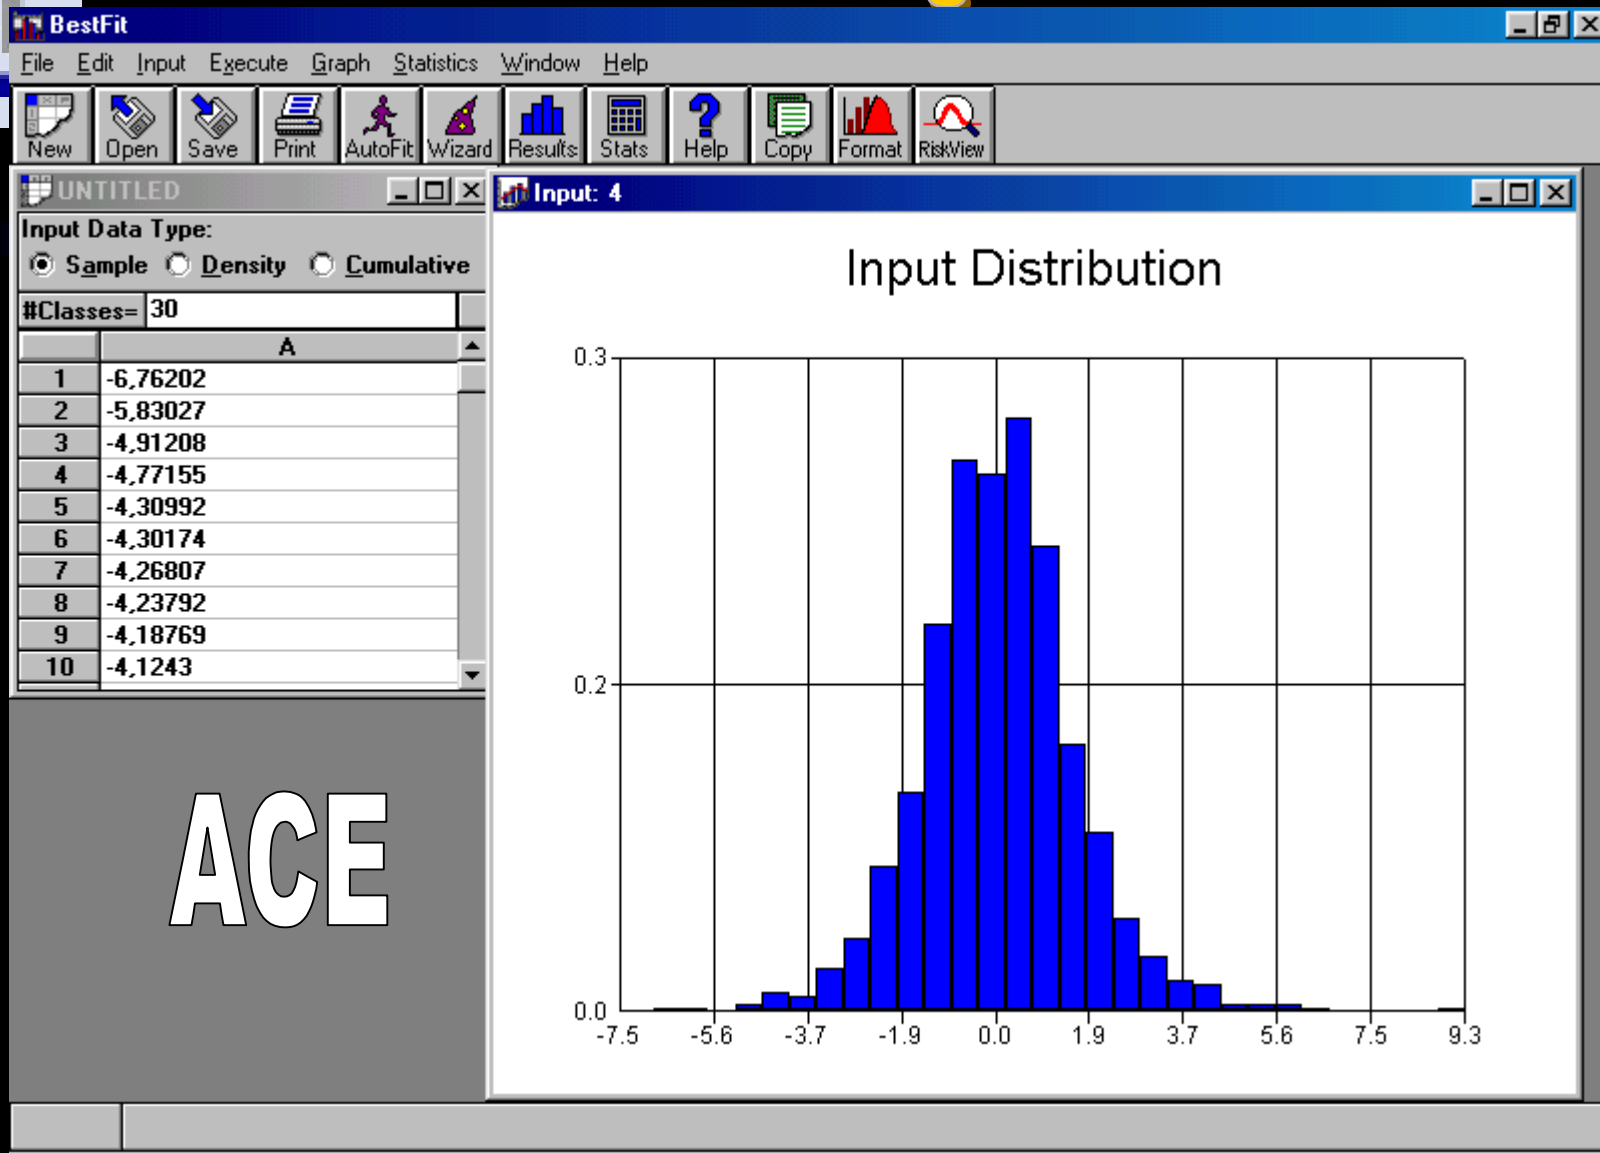 BestFit
File Edit Input Execute Graph Statistics Window Help
New Open Save Print AutoFit Wizard Results Stats Help Copy Format RiskView
UNTITLED
Input Data Type:
Sample Density Cumulative
#Classes= 30
A
1 -6,76202
2 -5,83027
3 -4,91208
4 -4,77155
5 -4,30992
6 -4,30174
7 -4,26807
8 -4,23792
9 -4,18769
10 -4,1243
ACE
Input: 4
Input Distribution
0.3
0.2
0.0
-7.5 -5.6 -3.7 -1.9 0.0 1.9 3.7 5.6 7.5 9.3